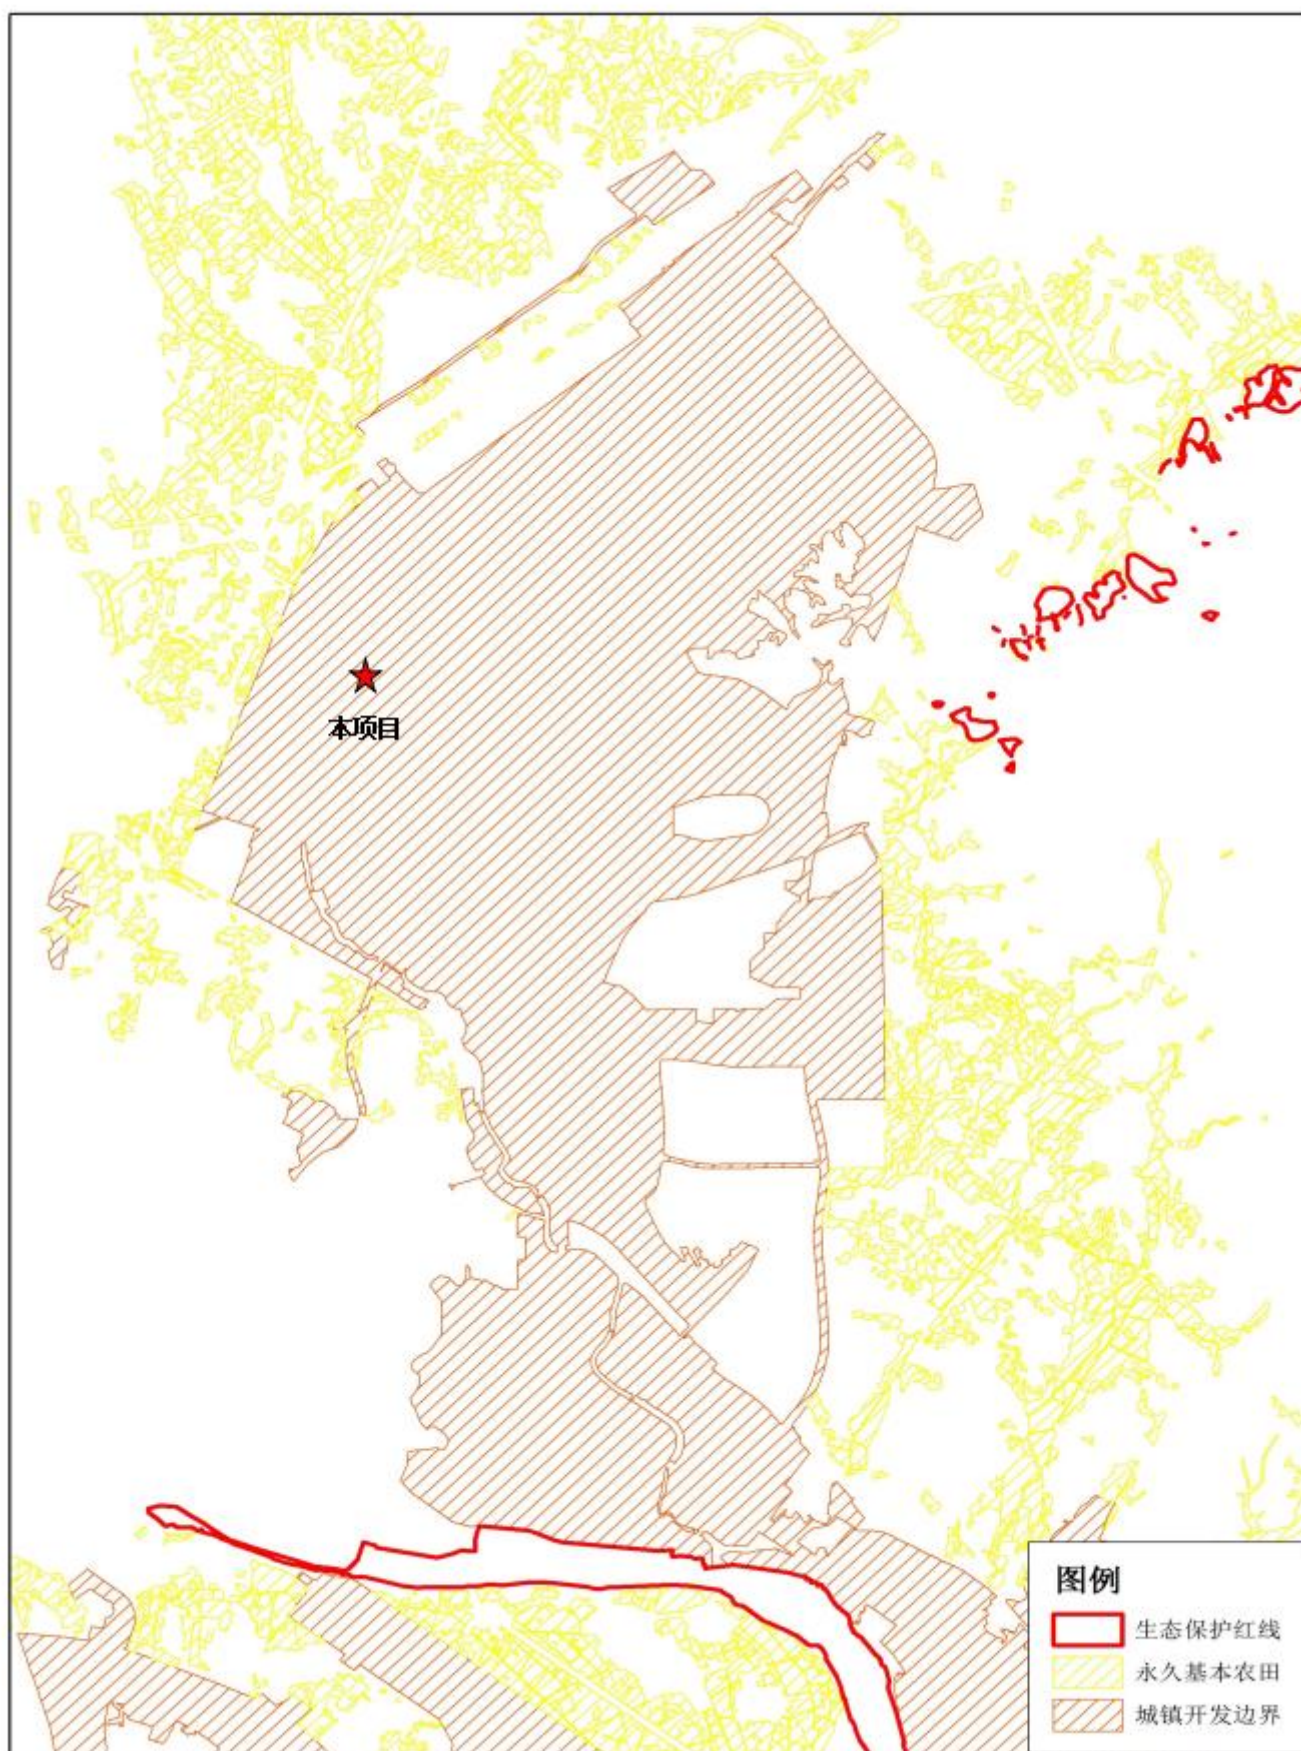 本项目
图例
生态保护红线
永久基本农田
城镇开发边界